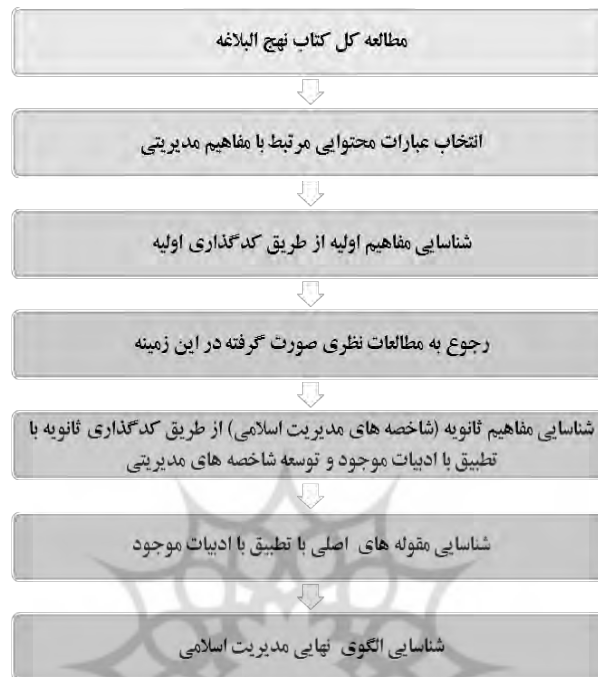 مطالعه کل کتاب نهج البلاغه
انتخاب عبارات محتوایی مرتبط با مفاهیم مدیریتی
شناسایی مفاهیم اولیه از طریق کدگذاری اولیه
رجوع به مطالعات نظری صورت گرفته در این زمینه
شناسایی مفاهیم ثانویه (شاخصه های مدیریت اسلامی) از طریق کدگذاری ثانویه با
تطبیق با ادبیات موجود و توسعه شاخصه های مدیریتی
شناسایی مقوله های اصلی با تطبیق با ادبیات موجود
شناسایی الگوی نهایی مدیریت اسلامی